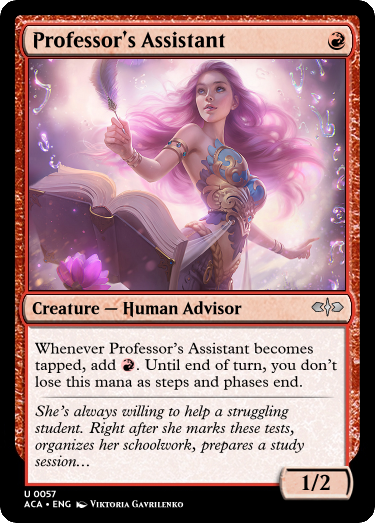 Professor's Assistant
Creature — Human Advisor
Whenever Professor's Assistant becomes
tapped, add . Until end of turn, you don't
lose this mana as steps and phases end.
She's always willing to help a struggling
student. Right after she marks these tests,
organizes her schoolwork, prepares a study
session…
1/2
U 0057
ACA • ENG Viktoria Gavrilenko